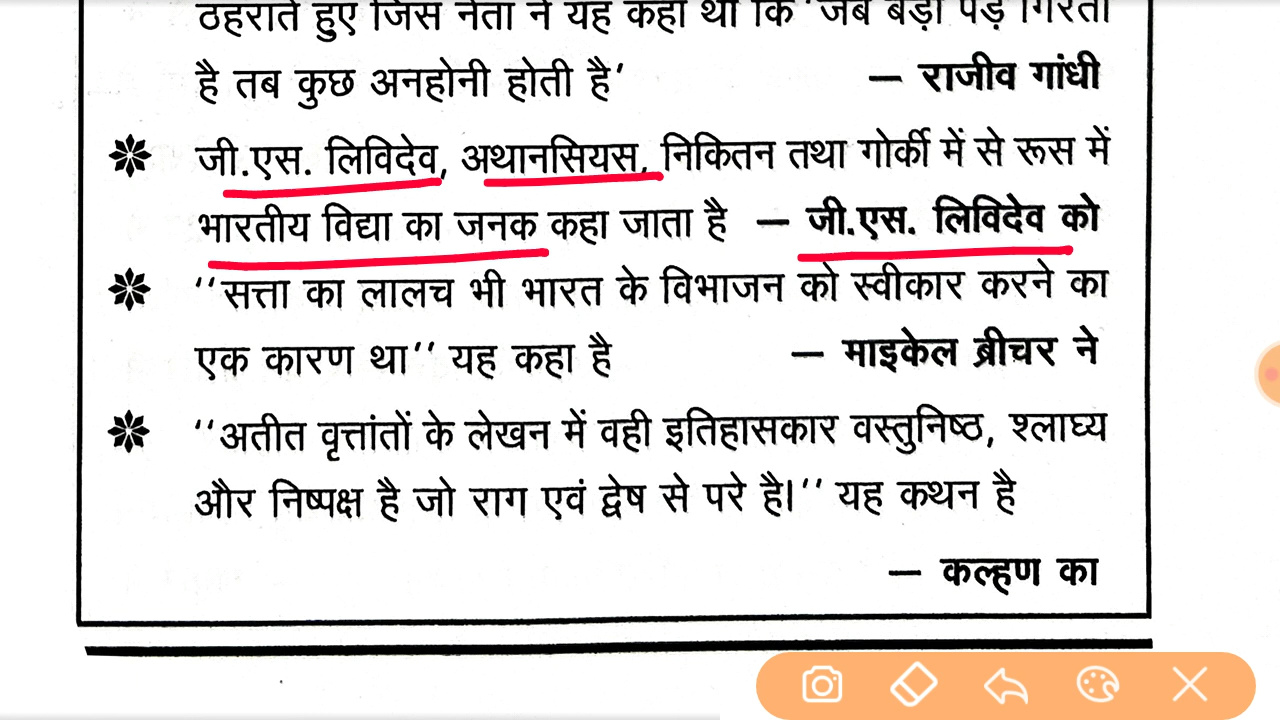 ठहराते हुए जिस नेता ने यह कहा था कि 'जब बड़ा पेड़ गिरता
है तब कुछ अनहोनी होती है' — राजीव गांधी
जी.एस. लिविदेव, अथानसियस, निकितन तथा गोर्की में से रूस में
भारतीय विद्या का जनक कहा जाता है — जी.एस. लिविदेव को
''सत्ता का लालच भी भारत के विभाजन को स्वीकार करने का
एक कारण था'' यह कहा है — माइकेल ब्रीचर ने
''अतीत वृत्तांतों के लेखन में वही इतिहासकार वस्तुनिष्ठ, श्लाघ्य
और निष्पक्ष है जो राग एवं द्वेष से परे है।'' यह कथन है
— कल्हण का